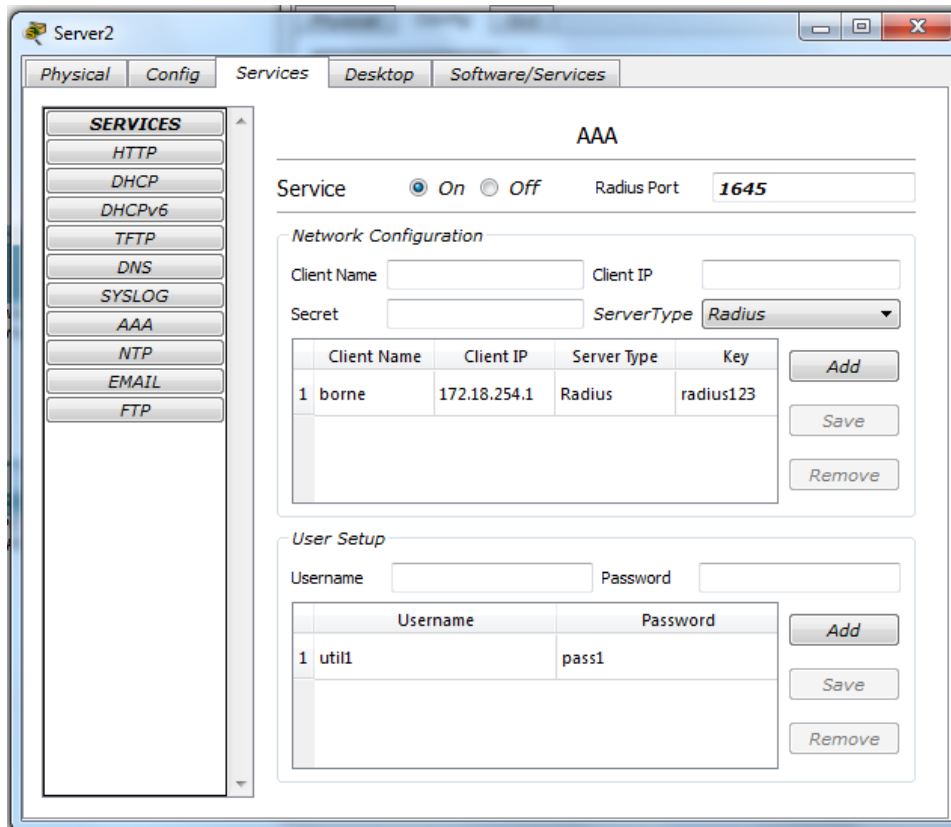 Server2
Physical Config Services Desktop Software/Services
SERVICES
HTTP
DHCP
DHCPv6
TFTP
DNS
SYSLOG
AAA
NTP
EMAIL
FTP
AAA
Service On Off Radius Port 1645
Network Configuration
Client Name Client IP
Secret ServerType Radius
Client Name Client IP Server Type Key
1 borne 172.18.254.1 Radius radius123
Add
Save
Remove
User Setup
Username Password
Username Password
1 util1 pass1
Add
Save
Remove